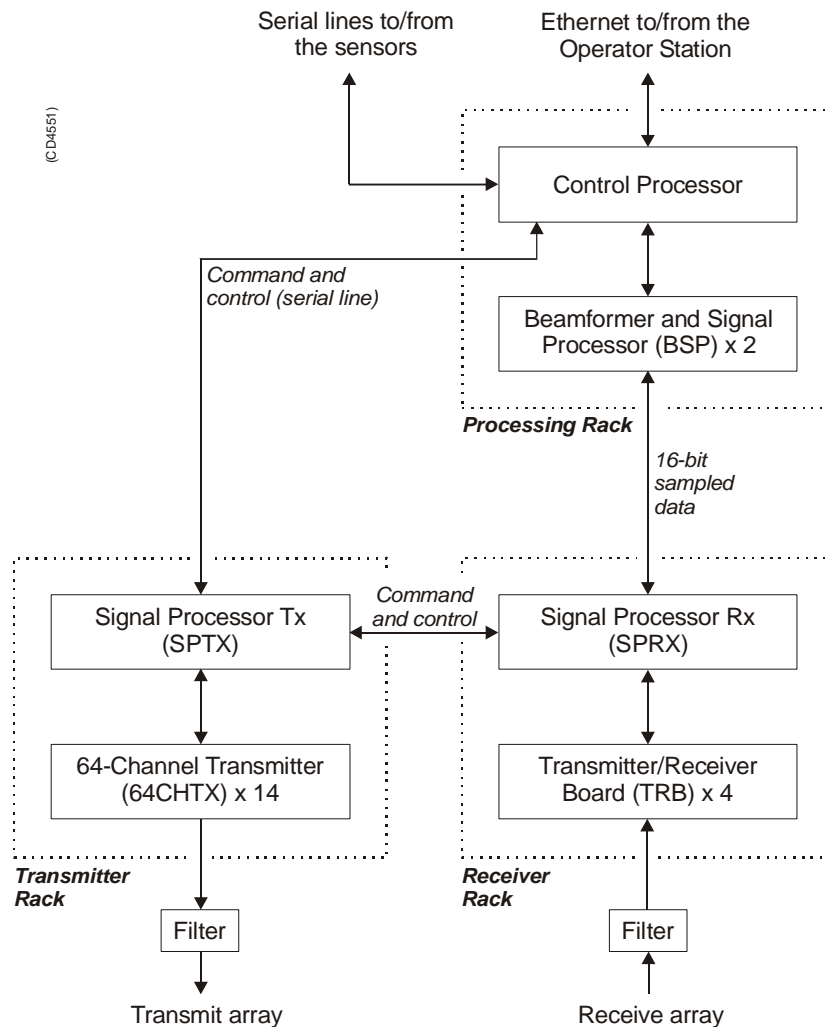 Serial lines to/from
the sensors
Ethernet to/from the
Operator Station
(CD4551)
Control Processor
Command and
control (serial line)
Beamformer and Signal
Processor (BSP) x 2
Processing Rack
16-bit
sampled
data
Signal Processor Tx
(SPTX)
Command
and control
Signal Processor Rx
(SPRX)
64-Channel Transmitter
(64CHTX) x 14
Transmitter/Receiver
Board (TRB) x 4
Transmitter
Rack
Receiver
Rack
Filter
Filter
Transmit array
Receive array